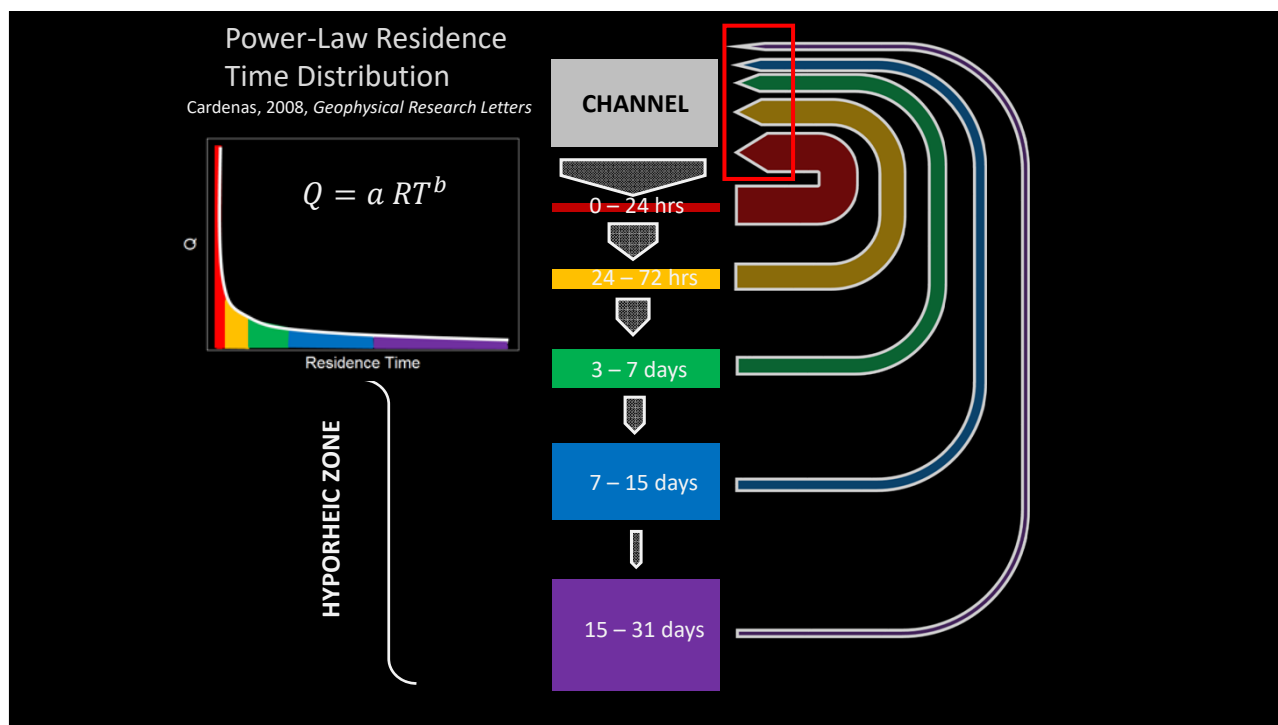 Power-Law Residence
Time Distribution
Cardenas, 2008, Geophysical Research Letters
Q = a RT^b
Q
Residence Time
HYPORHEIC ZONE
CHANNEL
0 – 24 hrs
24 – 72 hrs
3 – 7 days
7 – 15 days
15 – 31 days